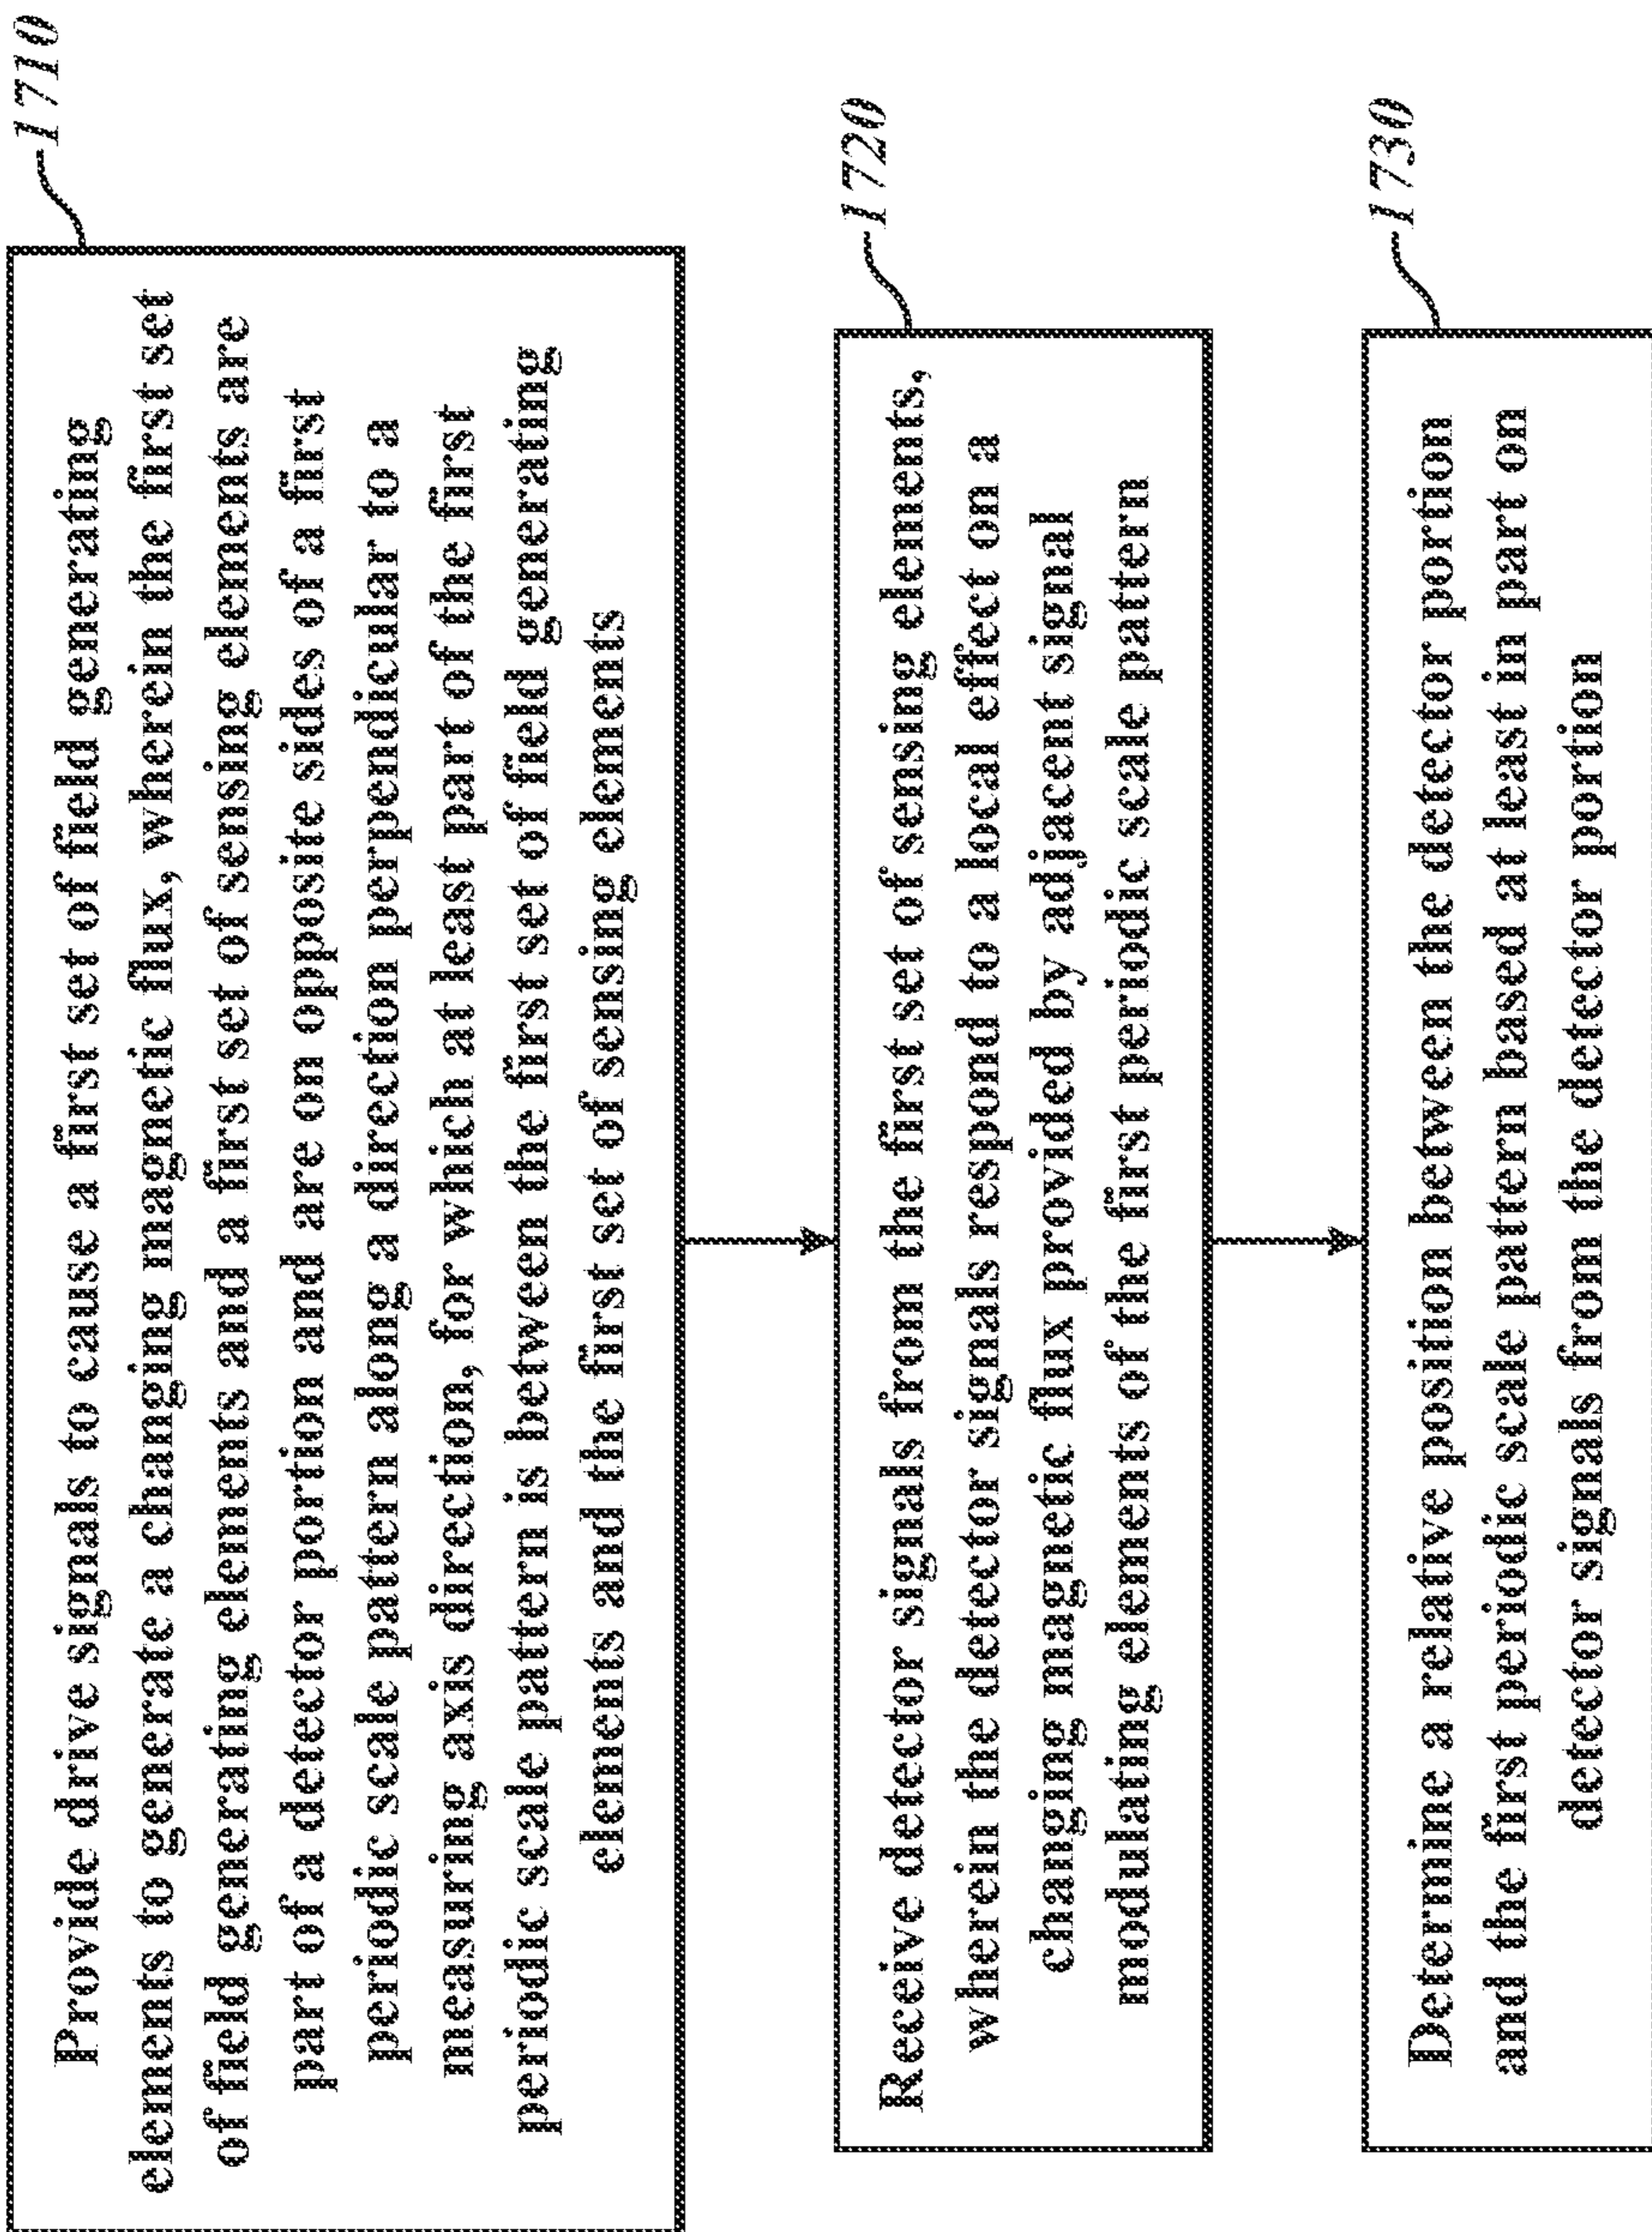 1710
Provide drive signals to cause a first set of field generating
elements to generate a changing magnetic flux, wherein the first set
of field generating elements and a first set of sensing elements are
part of a detector portion and are on opposite sides of a first
periodic scale pattern along a direction perpendicular to a
measuring axis direction, for which at least part of the first
periodic scale pattern is between the first set of field generating
elements and the first set of sensing elements
1720
Receive detector signals from the first set of sensing elements,
wherein the detector signals respond to a local effect on a
changing magnetic flux provided by adjacent signal
modulating elements of the first periodic scale pattern
1730
Determine a relative position between the detector portion
and the first periodic scale pattern based at least in part on
detector signals from the detector portion